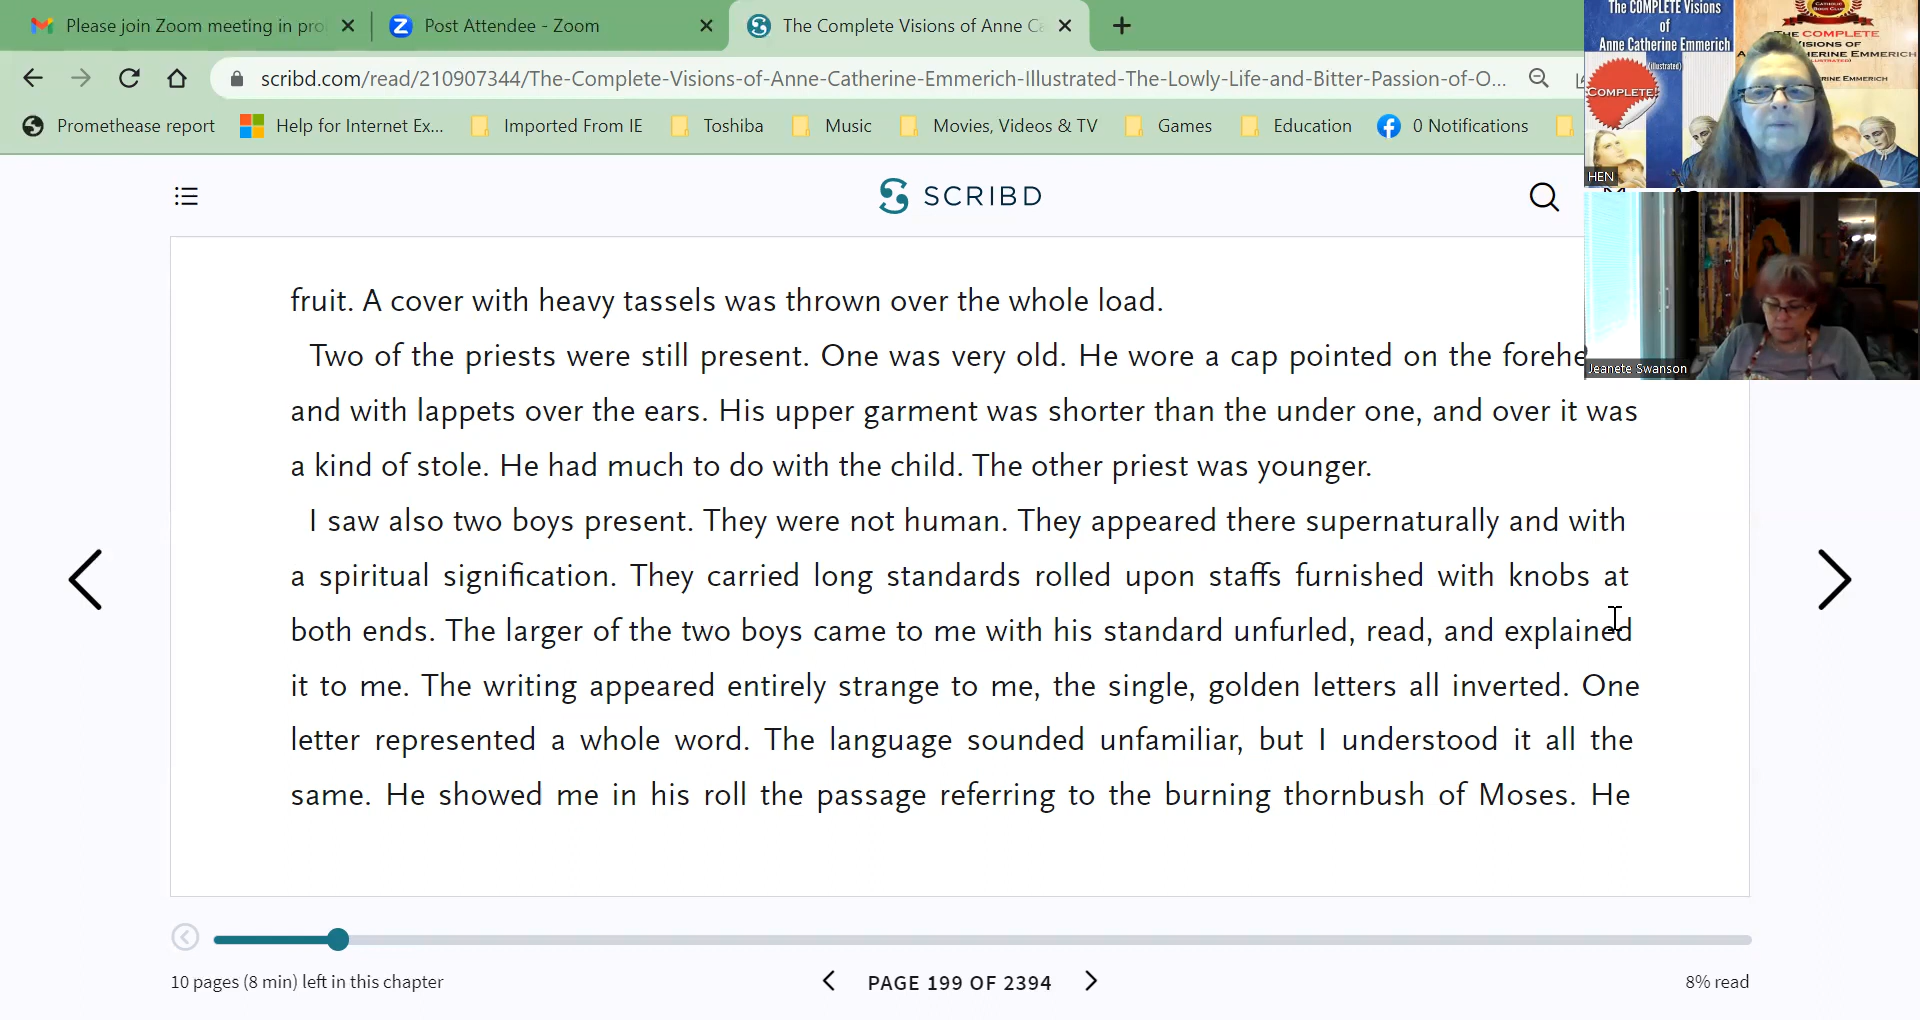 Please join Zoom meeting in pro
Post Attendee - Zoom
The Complete Visions of Anne Ca
scribd.com/read/210907344/The-Complete-Visions-of-Anne-Catherine-Emmerich-Illustrated-The-Lowly-Life-and-Bitter-Passion-of-O...
Promethease report
Help for Internet Ex...
Imported From IE
Toshiba
Music
Movies, Videos & TV
Games
Education
0 Notifications
The COMPLETE Visions
of
Anne Catherine Emmerich
(illustrated)
COMPLETE!
THE COMPLETE
VISIONS OF
EMMERICH
HEN
Jeanete Swanson
SCRIBD
fruit. A cover with heavy tassels was thrown over the whole load.
Two of the priests were still present. One was very old. He wore a cap pointed on the forehe
and with lappets over the ears. His upper garment was shorter than the under one, and over it was
a kind of stole. He had much to do with the child. The other priest was younger.
I saw also two boys present. They were not human. They appeared there supernaturally and with
a spiritual signification. They carried long standards rolled upon staffs furnished with knobs at
both ends. The larger of the two boys came to me with his standard unfurled, read, and explained
it to me. The writing appeared entirely strange to me, the single, golden letters all inverted. One
letter represented a whole word. The language sounded unfamiliar, but I understood it all the
same. He showed me in his roll the passage referring to the burning thornbush of Moses. He
10 pages (8 min) left in this chapter
PAGE 199 OF 2394
8% read